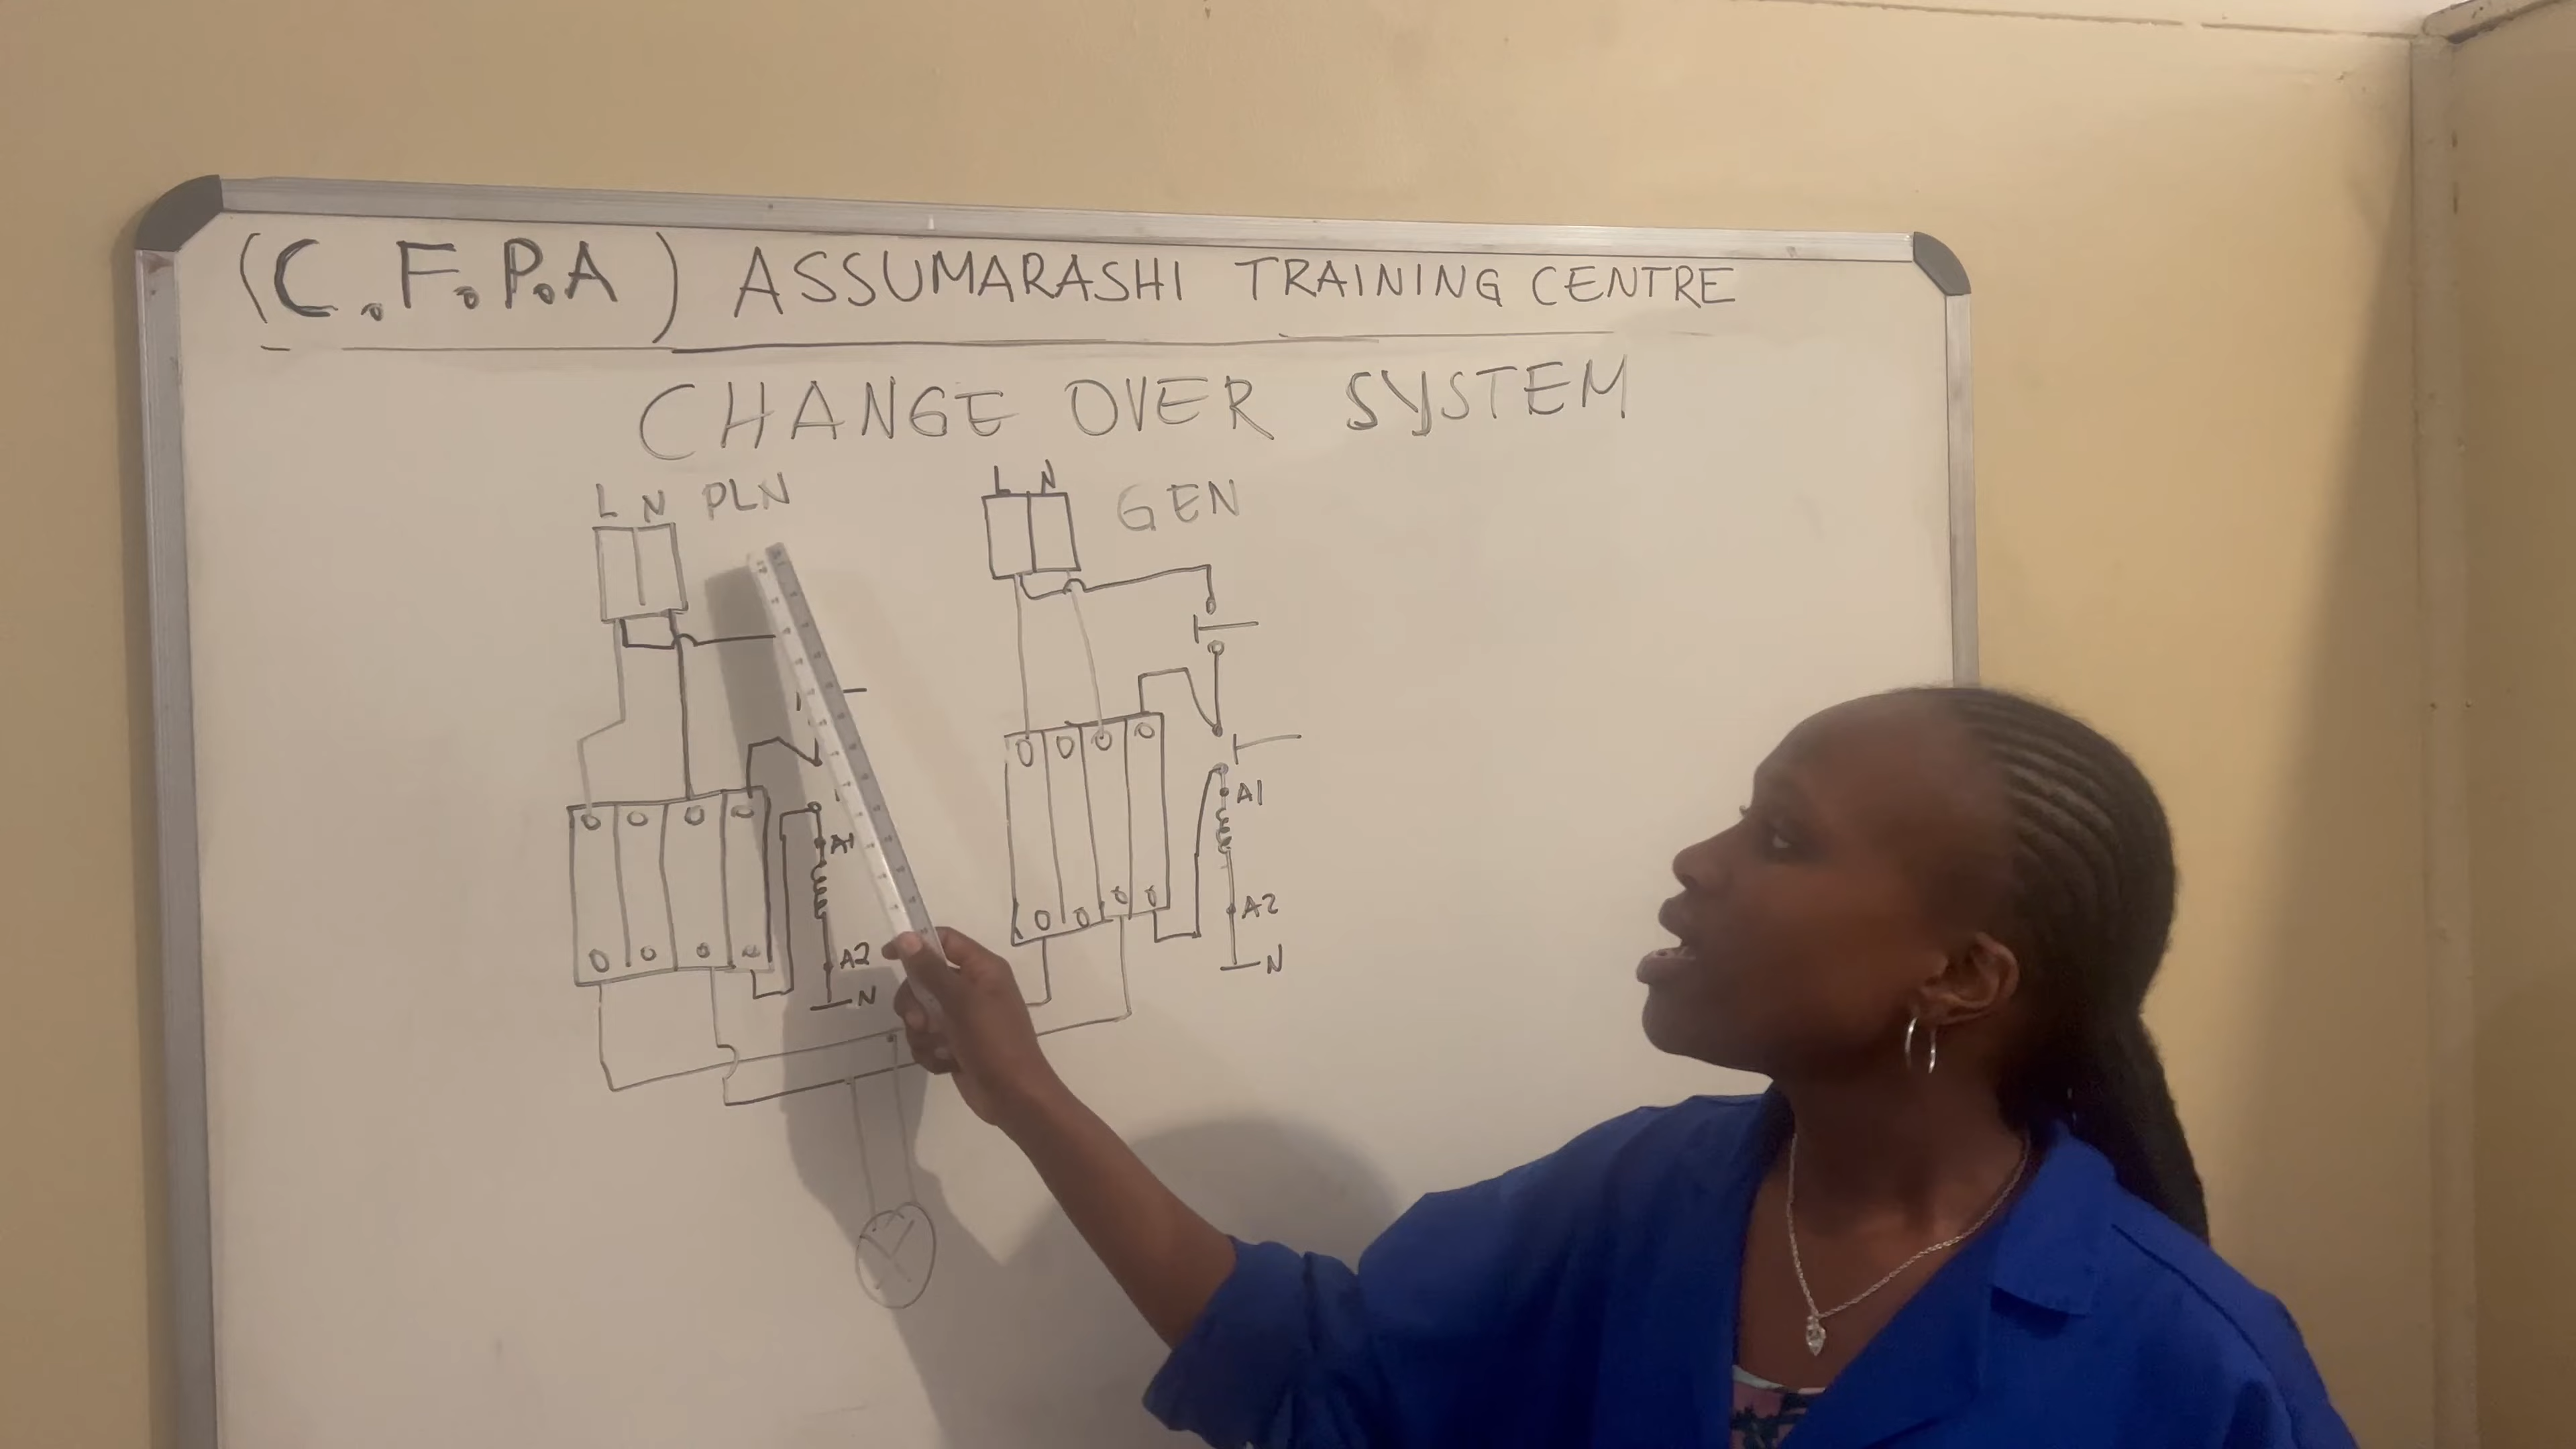 (C.F.P.A) ASSUMARASHI TRAINING CENTRE
CHANGE OVER SYSTEM
L N PLN
L N GEN
A1
A2
N
A1
A2
N